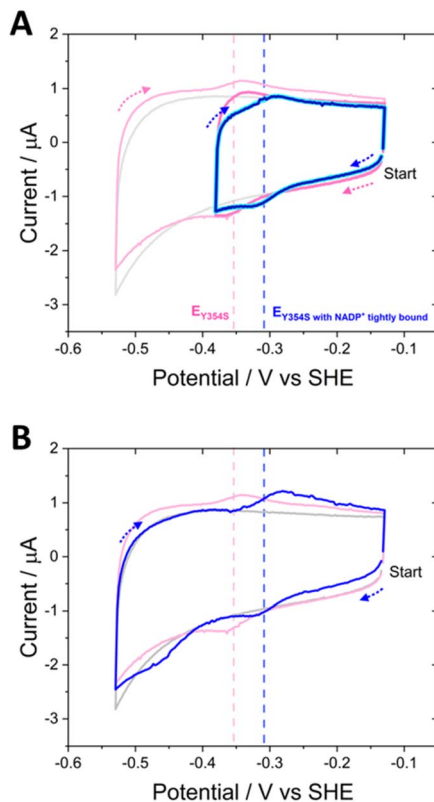 A
2
1
0
-1
-2
-3
Current / µA
Start
E Y354S
E Y354S with NADP⁺ tightly bound
-0.6 -0.5 -0.4 -0.3 -0.2 -0.1
Potential / V vs SHE
B
2
1
0
-1
-2
-3
Current / µA
Start
-0.6 -0.5 -0.4 -0.3 -0.2 -0.1
Potential / V vs SHE